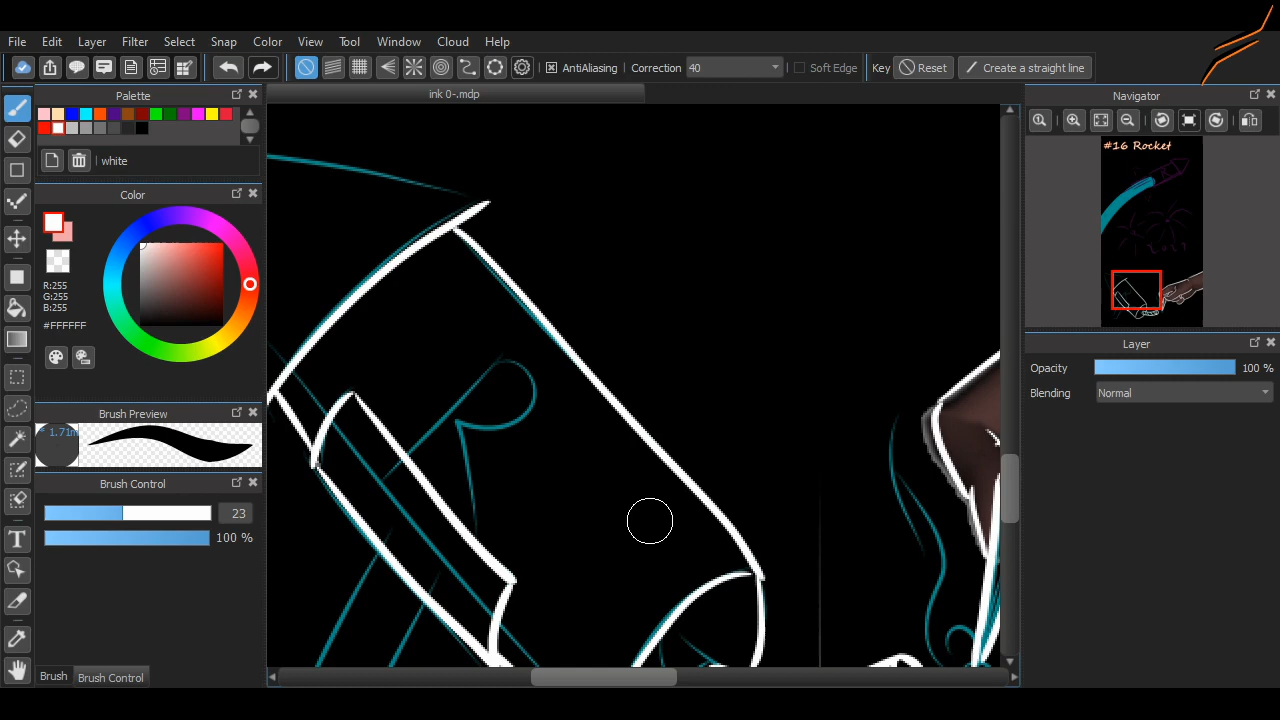 File Edit Layer Filter Select Snap Color View Tool Window Cloud Help
AntiAliasing Correction 40 Soft Edge Key Reset Create a straight line
Palette
ink 0-.mdp
Navigator
white
#16 Rocket
Color
R:255
G:255
B:255
#FFFFFF
Layer
Opacity 100 %
Blending Normal
Brush Preview
Brush Control
23
100 %
Brush Brush Control